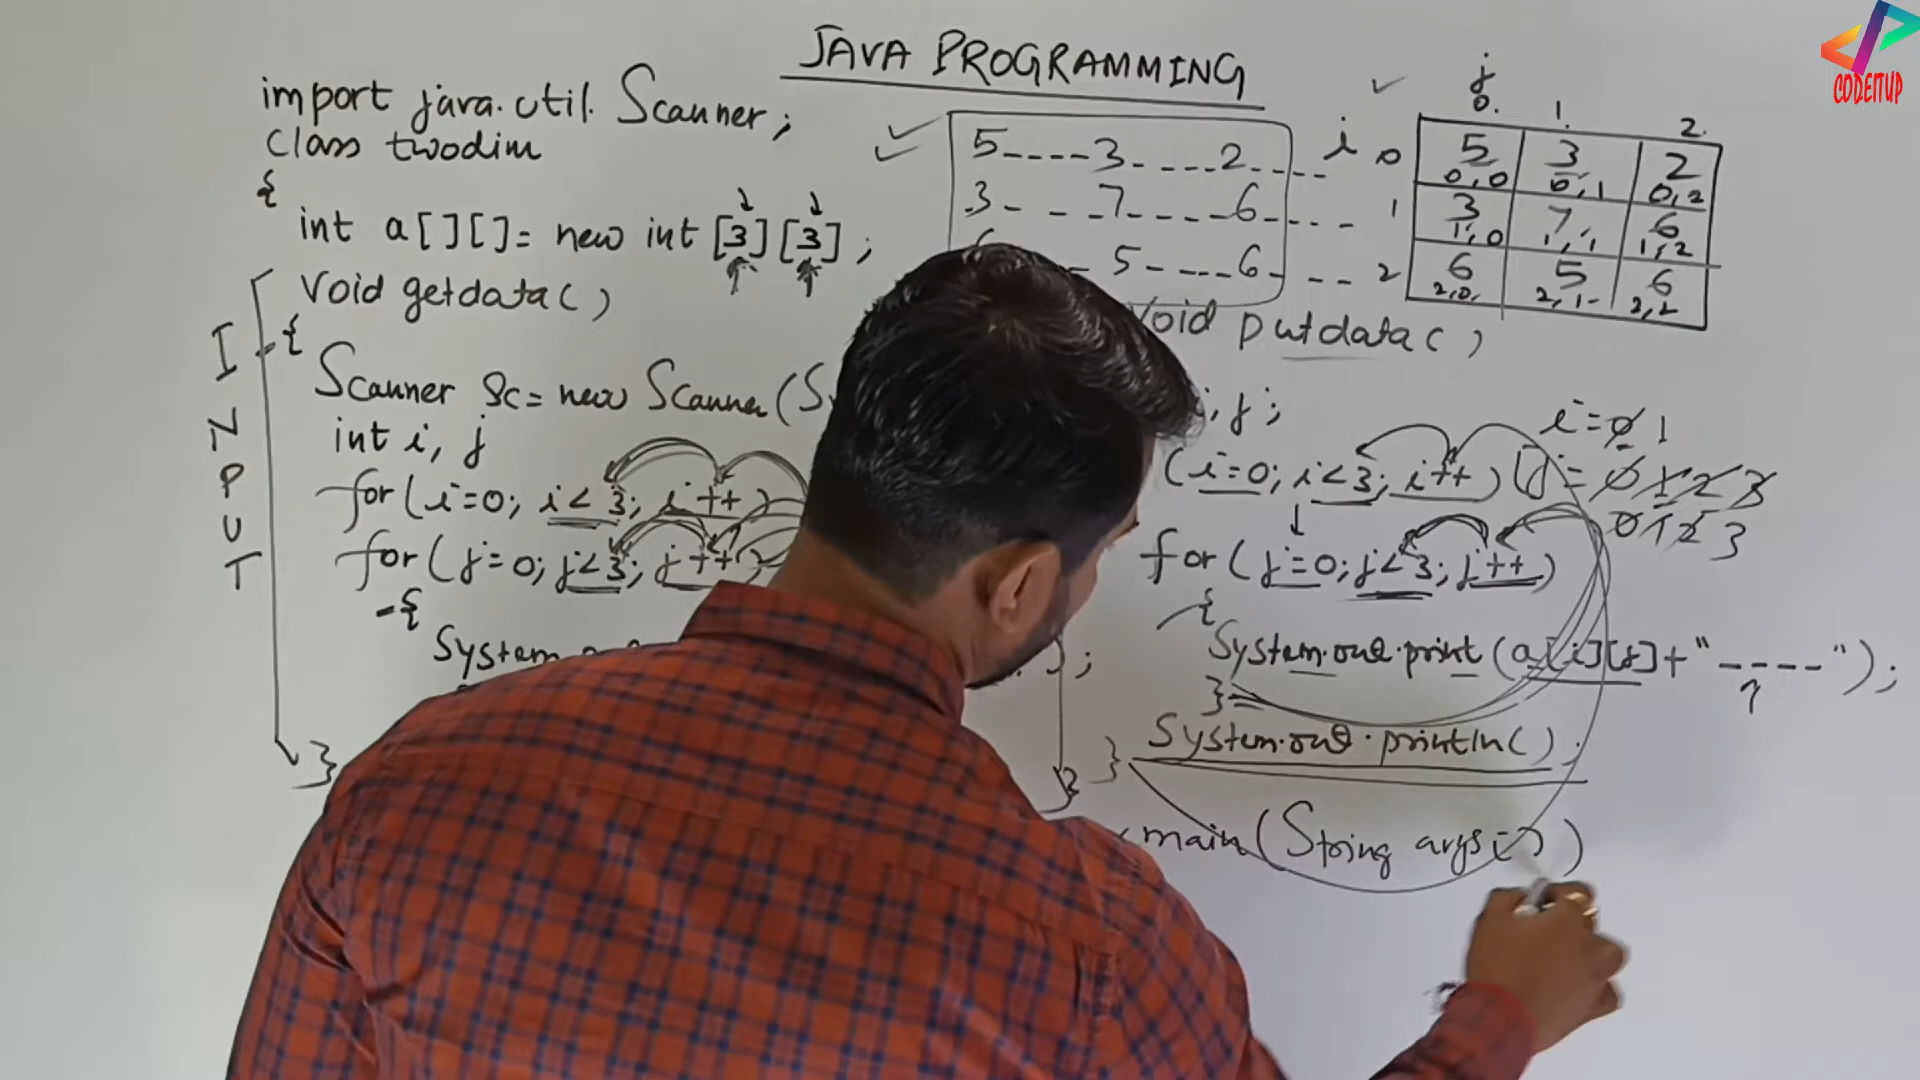 JAVA PROGRAMMING
CODEITUP
import java.util.Scanner;
class twodim
{
int a[][]= new int [3][3];
void getdata()
{
Scanner Sc= new Scanner(Sy
int i, j
for(i=0; i<3; i++)
for(j=0; j<3; j++)
{
System.o
}
INPUT
5----3-----2----
3----7-----6----
5----6----
j
0. 1. 2.
i 0 5 3 2
0,0 0,1 0,2
1 3 7 6
1,0 1,1 1,2
2 6 5 6
2,0 2,1 2,2
void putdata()
, j;
(i=0; i<3; i++)
i=0 1
j=0 1 2 3
0 1 2 3
for(j=0; j<3; j++)
{
System.out.print(a[i][j]+"----");
}
System.out.println()
}
}
main(String args[])